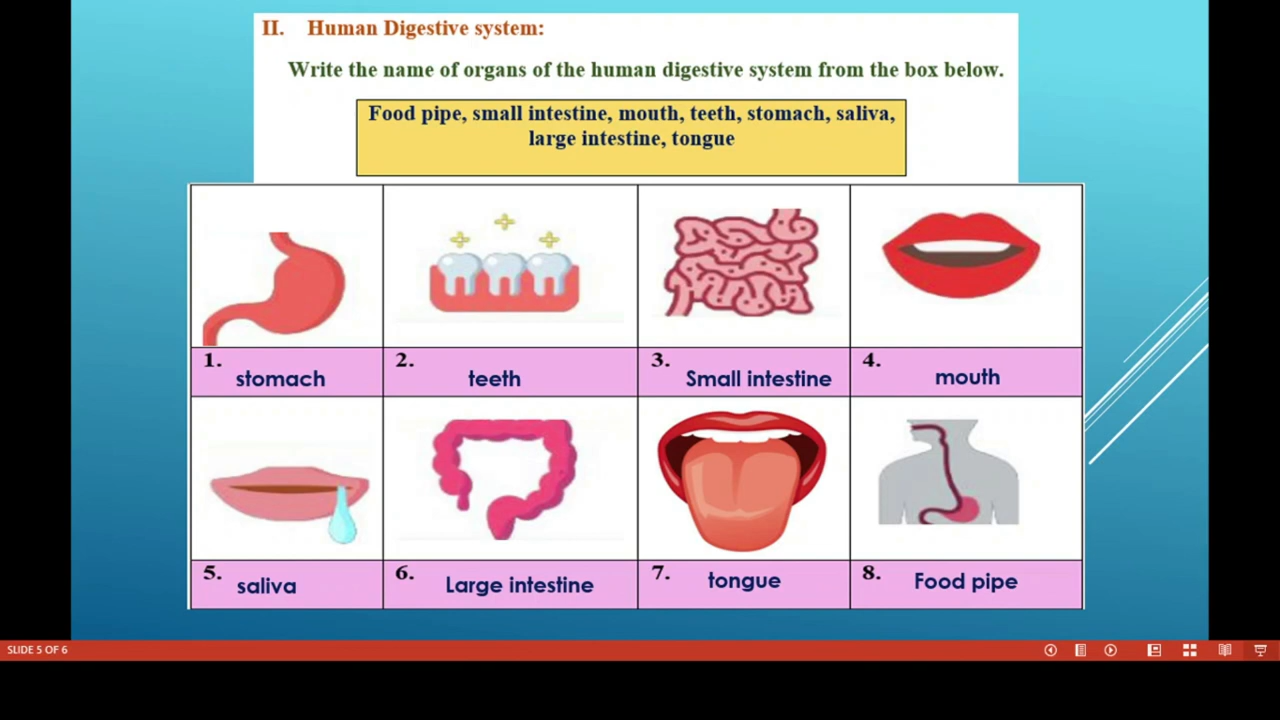 II. Human Digestive system:
Write the name of organs of the human digestive system from the box below.
Food pipe, small intestine, mouth, teeth, stomach, saliva,
large intestine, tongue
1. stomach
2. teeth
3. Small intestine
4. mouth
5. saliva
6. Large intestine
7. tongue
8. Food pipe
SLIDE 5 OF 6